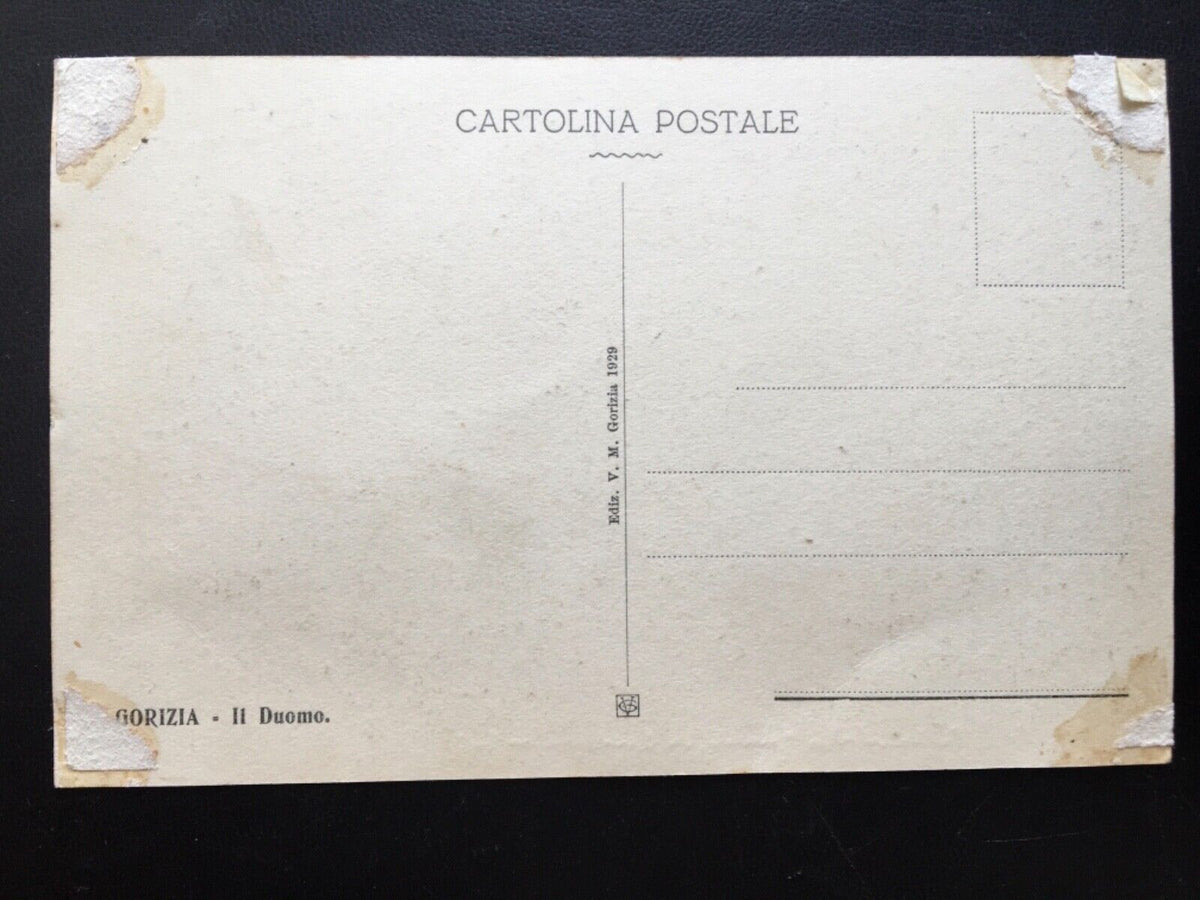 CARTOLINA POSTALE
Ediz. V. M. Gorizia 1929
GORIZIA - Il Duomo.